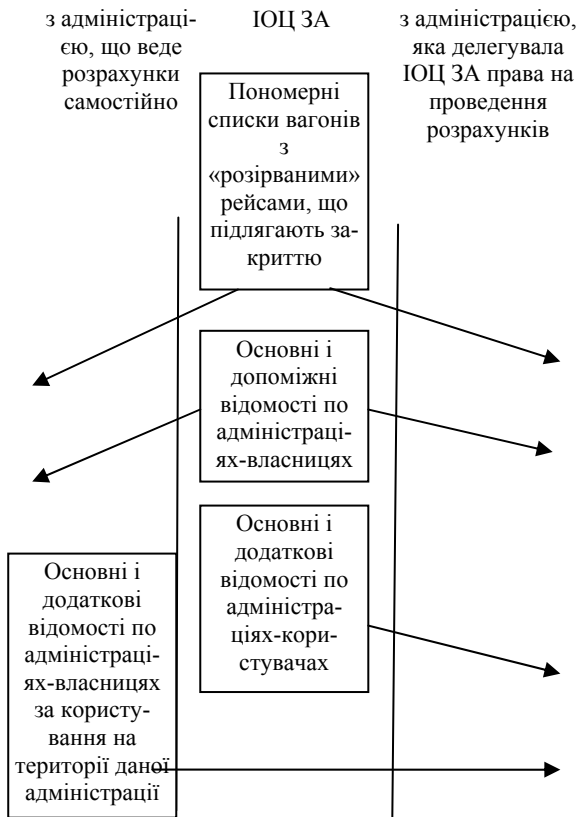 з адміністраці-
єю, що веде
розрахунки
самостійно
ІОЦ ЗА
з адміністрацією,
яка делегувала
ІОЦ ЗА права на
проведення
розрахунків
Пономерні
списки вагонів
з
«розірваними»
рейсами, що
підлягають за-
криттю
Основні і
допоміжні
відомості по
адміністраці-
ях-власницях
Основні і
додаткові
відомості по
адміністра-
ціях-кори-
стувачах
Основні і
додаткові
відомості по
адміністраці-
ях-власницях
за користу-
вання на
території даної
адміністрації